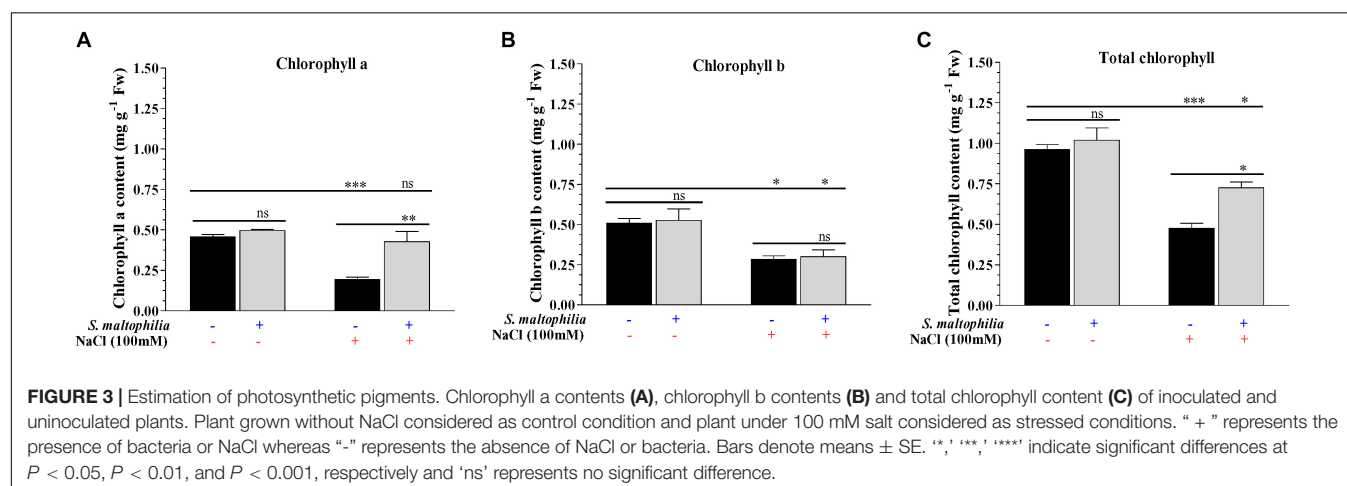 A
Chlorophyll a
Chlorophyll a content (mg g-1 Fw)
1.50
1.25
1.00
0.75
0.50
0.25
0.00
*** ns
ns **
S. maltophilia - + - +
NaCl (100mM) - - + +
B
Chlorophyll b
Chlorophyll b content (mg g-1 Fw)
1.50
1.25
1.00
0.75
0.50
0.25
0.00
* *
ns
ns
- + - +
- - + +
C
Total chlorophyll
Total chlorophyll content (mg g-1 Fw)
1.50
1.25
1.00
0.75
0.50
0.25
0.00
*** *
ns
*
S. maltophilia - + - +
NaCl (100mM) - - + +
FIGURE 3 | Estimation of photosynthetic pigments. Chlorophyll a contents (A), chlorophyll b contents (B) and total chlorophyll content (C) of inoculated and
uninoculated plants. Plant grown without NaCl considered as control condition and plant under 100 mM salt considered as stressed conditions. “ + ” represents the
presence of bacteria or NaCl whereas “-” represents the absence of NaCl or bacteria. Bars denote means ± SE. ‘*,’ ‘**,’ ‘***’ indicate significant differences at
P < 0.05, P < 0.01, and P < 0.001, respectively and ‘ns’ represents no significant difference.